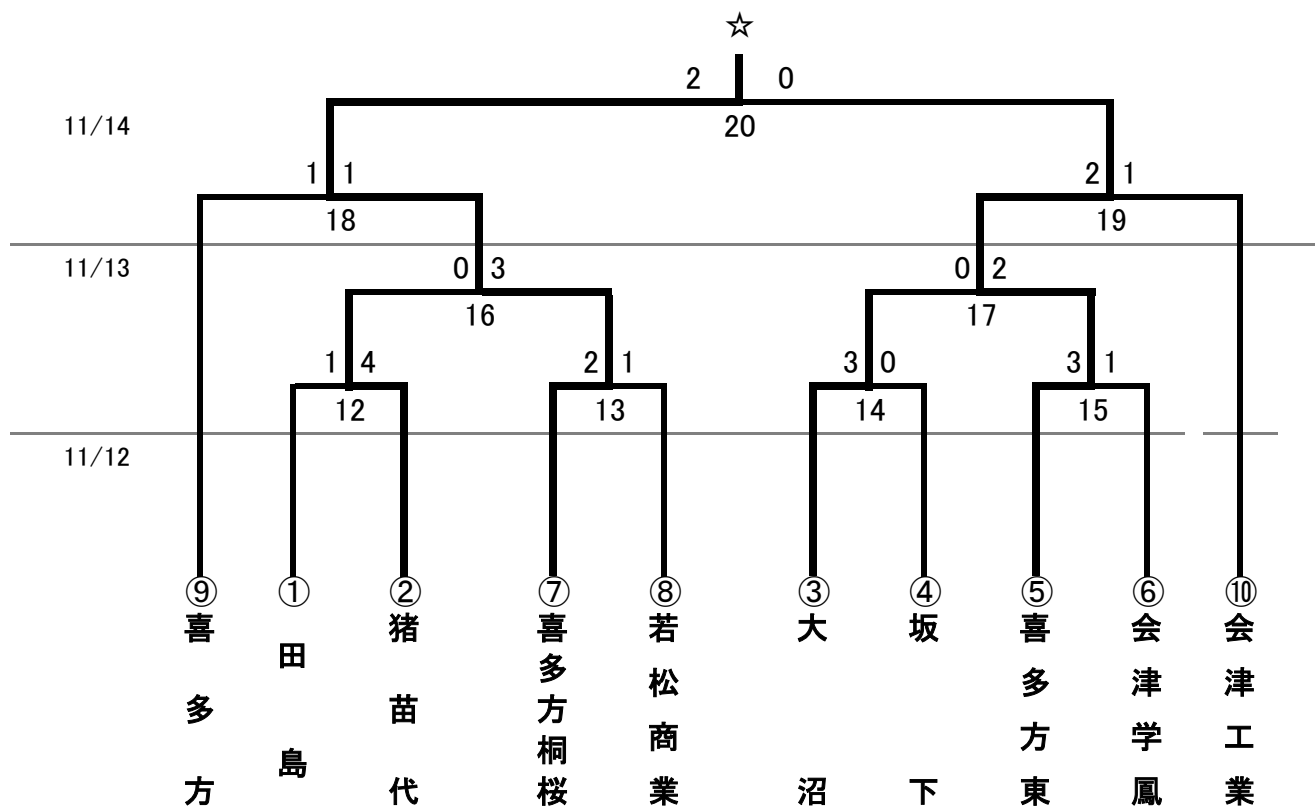 ☆
2 0
11/14
20
1 1
2 1
18
19
11/13
0 3
0 2
16
17
1 4
2 1
3 0
3 1
12
13
14
15
11/12
⑨喜多方
①田島
②猪苗代
⑦喜多方桐桜
⑧若松商業
③大沼
④坂下
⑤喜多方東
⑥会津学鳳
⑩会津工業